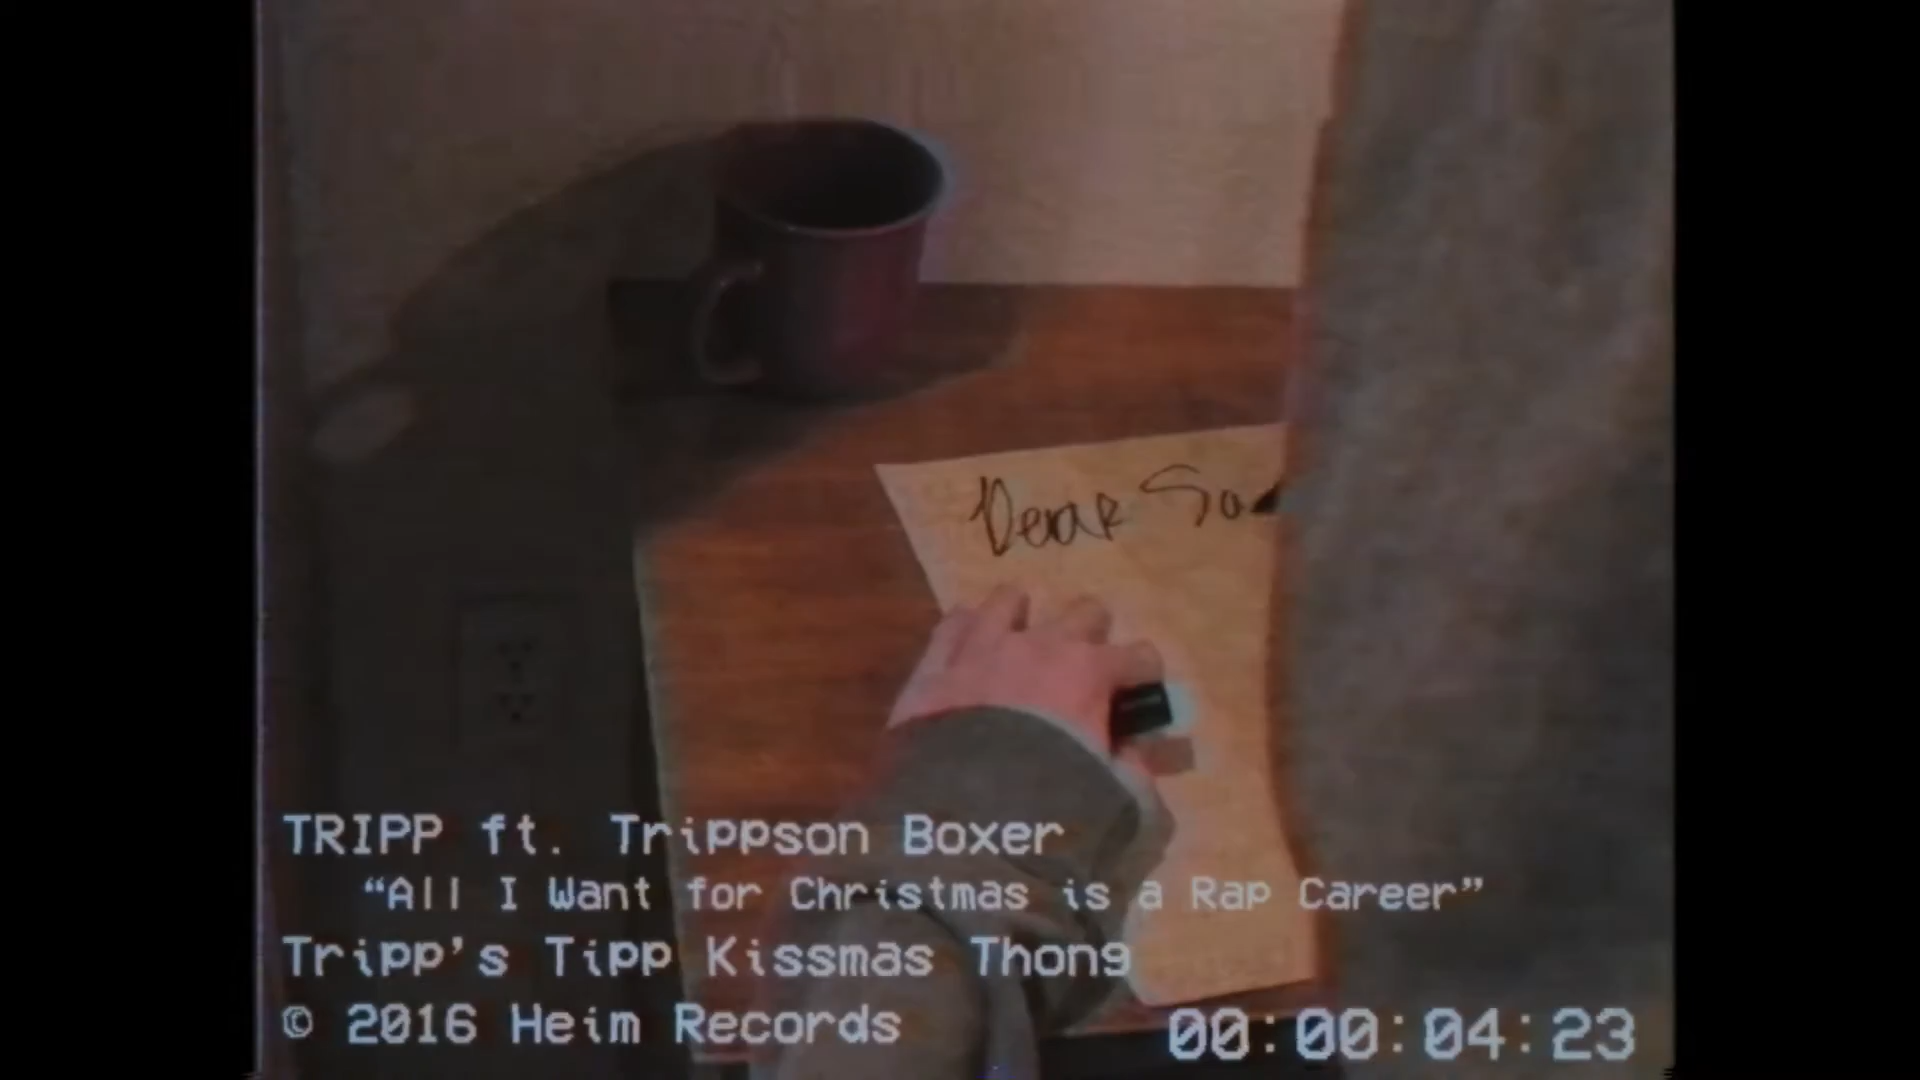 Dear Sa
TRIPP ft. Trippson Boxer
“All I Want for Christmas is a Rap Career”
Tripp’s Tipp Kissmas Thong
© 2016 Heim Records
00:00:04:23